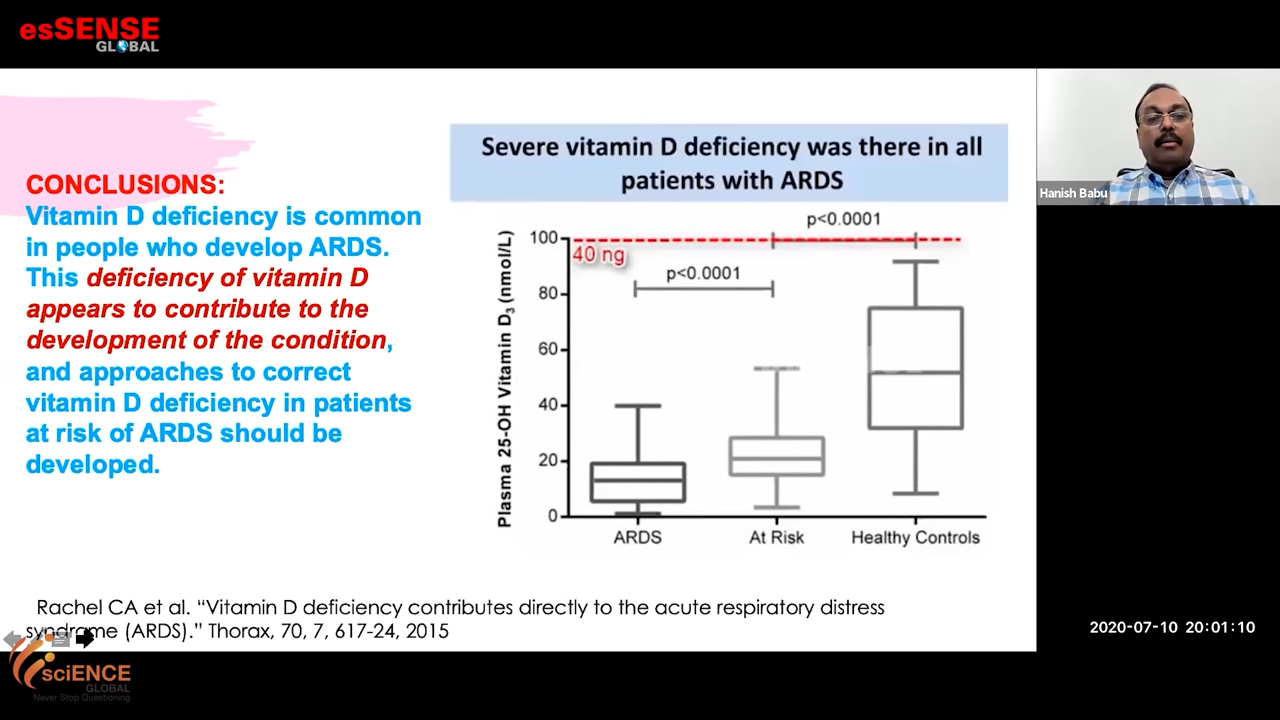 esSENSE
GLOBAL
Hanish Babu
Severe vitamin D deficiency was there in all
patients with ARDS
CONCLUSIONS:
Vitamin D deficiency is common
in people who develop ARDS.
This deficiency of vitamin D
appears to contribute to the
development of the condition,
and approaches to correct
vitamin D deficiency in patients
at risk of ARDS should be
developed.
p<0.0001
40 ng
p<0.0001
Plasma 25-OH Vitamin D3 (nmol/L)
100
80
60
40
20
0
ARDS
At Risk
Healthy Controls
Rachel CA et al. “Vitamin D deficiency contributes directly to the acute respiratory distress
syndrome (ARDS).” Thorax, 70, 7, 617-24, 2015
2020-07-10 20:01:10
sciENCE
GLOBAL
Never Stop Questioning